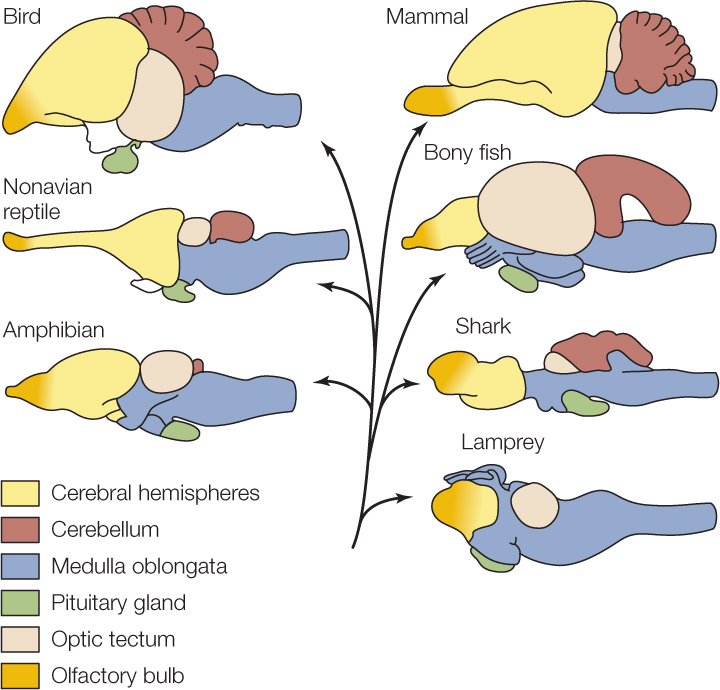 Bird
Mammal
Bony fish
Nonavian
reptile
Amphibian
Shark
Lamprey
Cerebral hemispheres
Cerebellum
Medulla oblongata
Pituitary gland
Optic tectum
Olfactory bulb